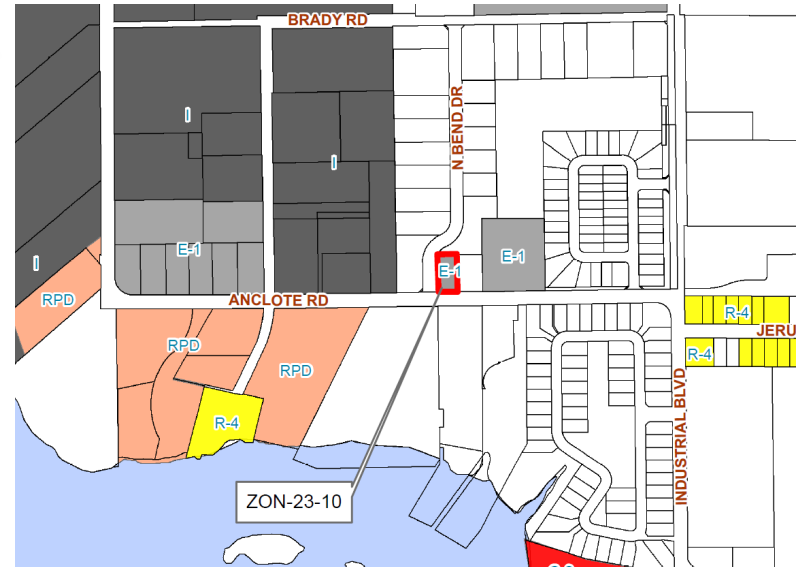 BRADY RD
I
N BEND DR
I
E-1
E-1
E-1
I
RPD
ANCLOTE RD
R-4
RPD
JERU
R-4
RPD
R-4
INDUSTRIAL BLVD
ZON-23-10